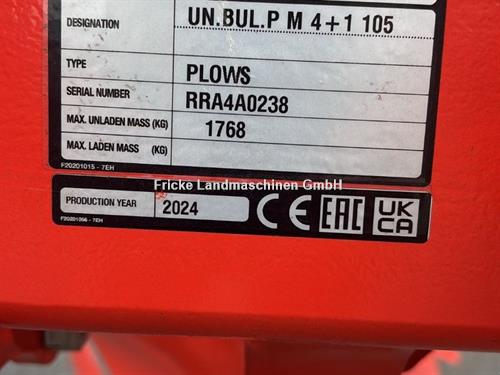 DESIGNATION UN.BUL.P M 4+1 105
TYPE PLOWS
SERIAL NUMBER RRA4A0238
MAX. UNLADEN MASS (KG) 1768
MAX. LADEN MASS (KG)
F20201015 - 7EH
Fricke Landmaschinen GmbH
PRODUCTION YEAR 2024 CE EAC UK CA
F20201056 - 7EH